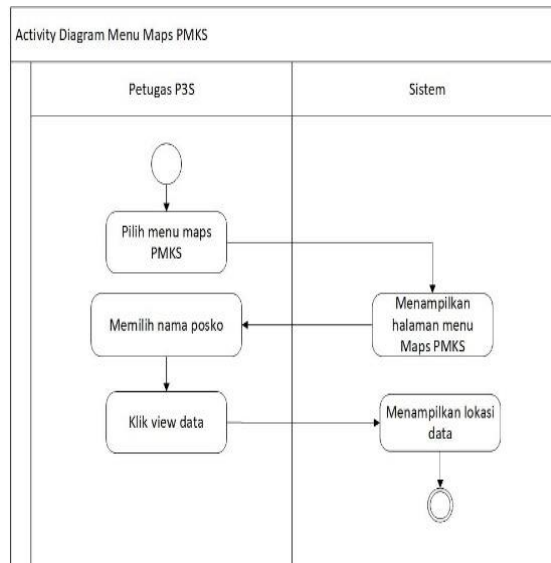 Activity Diagram Menu Maps PMKS
Petugas P3S
Sistem
Pilih menu maps
PMKS
Menampilkan
halaman menu
Maps PMKS
Memilih nama posko
Klik view data
Menampilkan lokasi
data